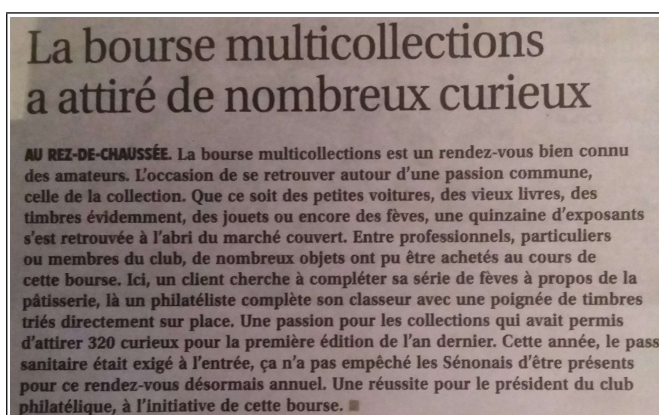 La bourse multicollections
a attiré de nombreux curieux
AU REZ-DE-CHAUSSÉE. La bourse multicollections est un rendez-vous bien connu
des amateurs. L'occasion de se retrouver autour d'une passion commune,
celle de la collection. Que ce soit des petites voitures, des vieux livres, des
timbres évidemment, des jouets ou encore des fèves, une quinzaine d'exposants
s'est retrouvée à l'abri du marché couvert. Entre professionnels, particuliers
ou membres du club, de nombreux objets ont pu être achetés au cours de
cette bourse. Ici, un client cherche à compléter sa série de fèves à propos de la
pâtisserie, là un philatéliste complète son classeur avec une poignée de timbres
triés directement sur place. Une passion pour les collections qui avait permis
d'attirer 320 curieux pour la première édition de l'an dernier. Cette année, le pass
sanitaire était exigé à l'entrée, ça n'a pas empêché les Sénonais d'être présents
pour ce rendez-vous désormais annuel. Une réussite pour le président du club
philatélique, à l'initiative de cette bourse. ■